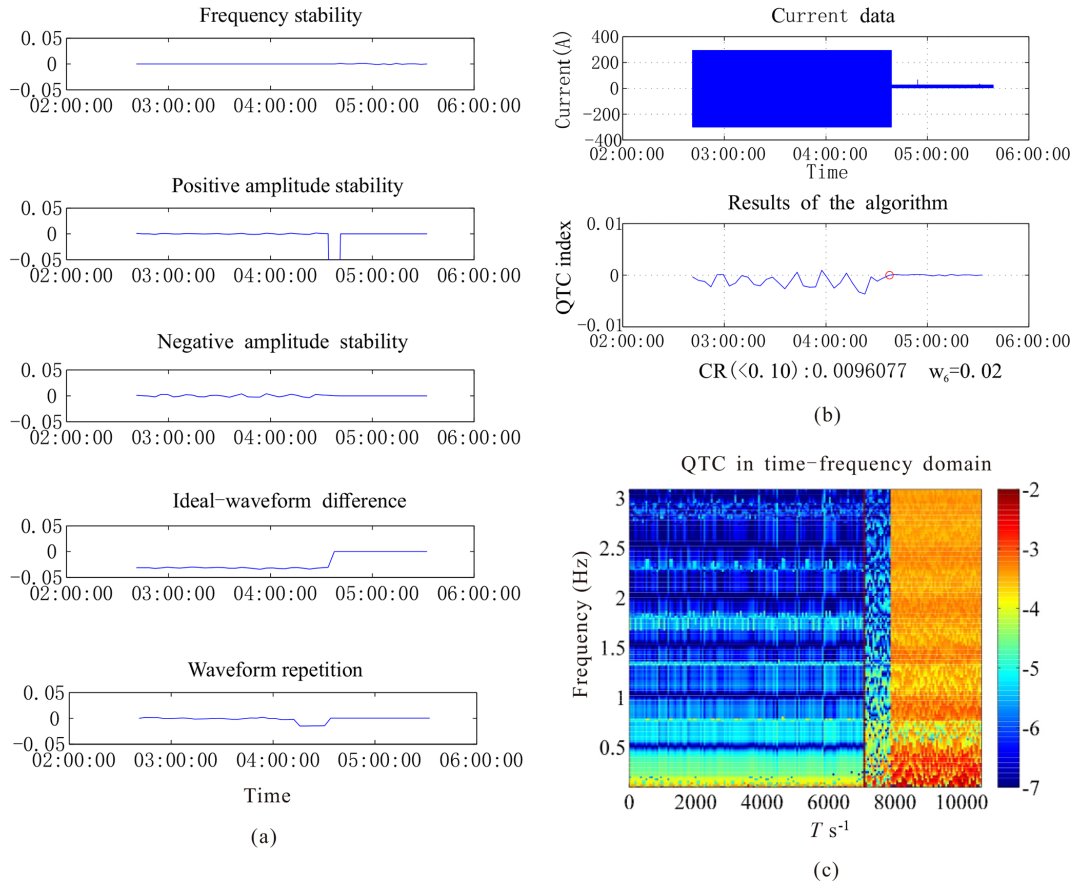 Frequency stability
0.05
0
−0.05
02:00:00 03:00:00 04:00:00 05:00:00 06:00:00
Positive amplitude stability
0.05
0
−0.05
02:00:00 03:00:00 04:00:00 05:00:00 06:00:00
Negative amplitude stability
0.05
0
−0.05
02:00:00 03:00:00 04:00:00 05:00:00 06:00:00
Ideal−waveform difference
0.05
0
−0.05
02:00:00 03:00:00 04:00:00 05:00:00 06:00:00
Waveform repetition
0.05
0
−0.05
02:00:00 03:00:00 04:00:00 05:00:00 06:00:00
Time
(a)
Current data
Current(A)
400
200
0
−200
−400
02:00:00 03:00:00 04:00:00 05:00:00 06:00:00
Time
Results of the algorithm
QTC index
0.01
0
−0.01
02:00:00 03:00:00 04:00:00 05:00:00 06:00:00
CR(<0.10):0.0096077 w₆=0.02
(b)
QTC in time−frequency domain
Frequency (Hz)
3
2.5
2
1.5
1
0.5
0 2000 4000 6000 8000 10000
T s⁻¹
-2
-3
-4
-5
-6
-7
(c)